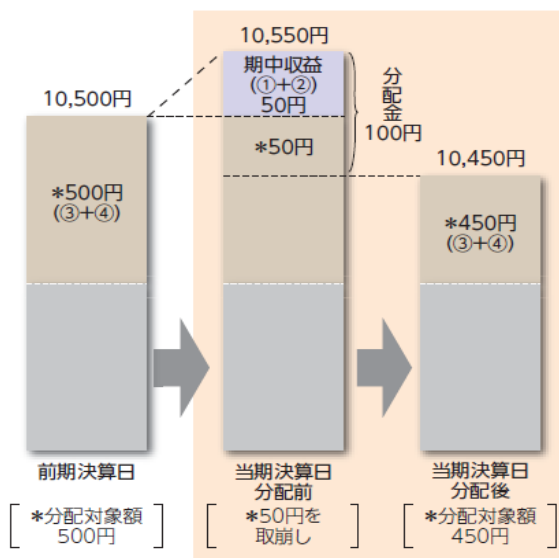 10,500円
*500円
(③+④)
前期決算日
*分配対象額
500円
10,550円
期中収益
(①+②)
50円
*50円
分配金
100円
当期決算日
分配前
*50円を
取崩し
10,450円
*450円
(③+④)
当期決算日
分配後
*分配対象額
450円